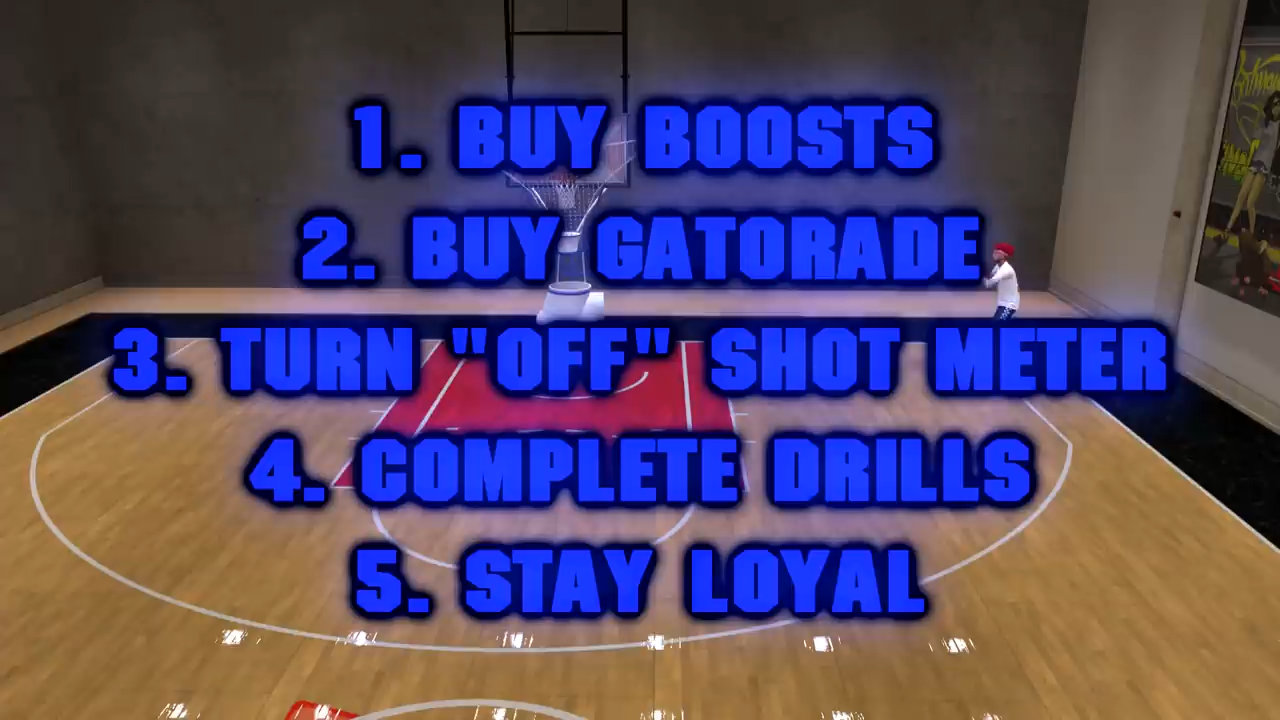 1. BUY BOOSTS
2. BUY GATORADE
3. TURN "OFF" SHOT METER
4. COMPLETE DRILLS
5. STAY LOYAL